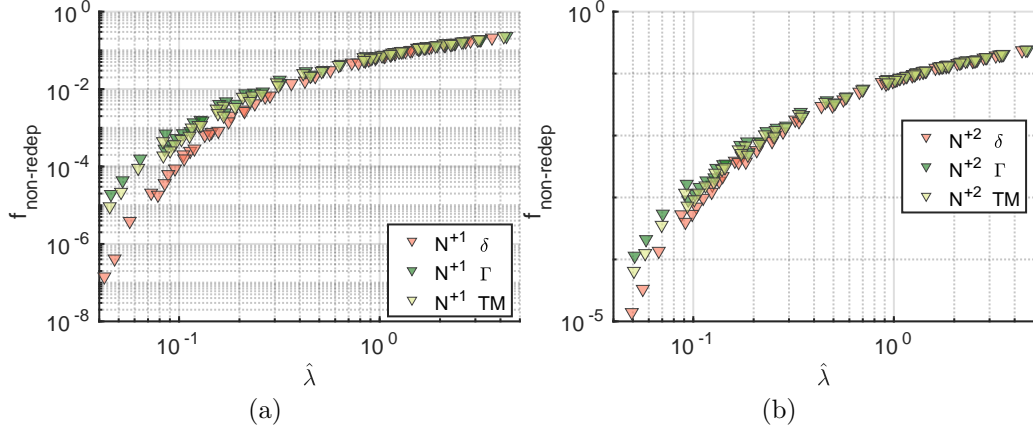 10^0
10^-2
10^-4
10^-6
10^-8
f_non-redep
10^-1
10^0
λ̂
N^+1 δ
N^+1 Γ
N^+1 TM
(a)
10^0
10^-5
f_non-redep
10^-1
10^0
λ̂
N^+2 δ
N^+2 Γ
N^+2 TM
(b)